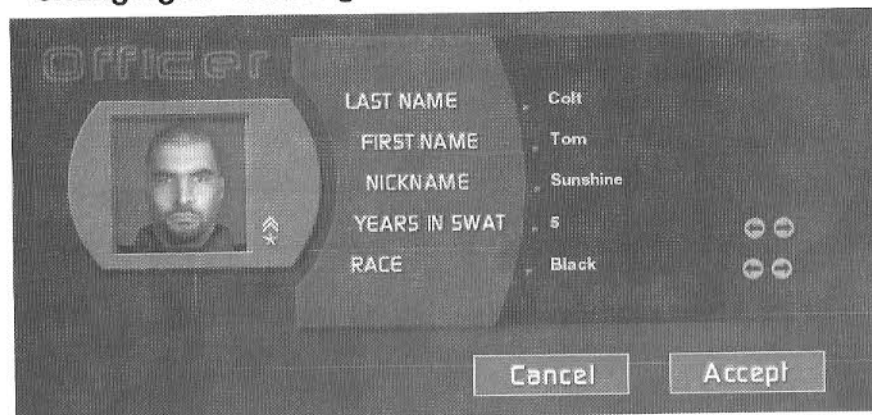 Officer
LAST NAME Colt
FIRST NAME Tom
NICKNAME Sunshine
YEARS IN SWAT 5
RACE Black
Cancel Accept